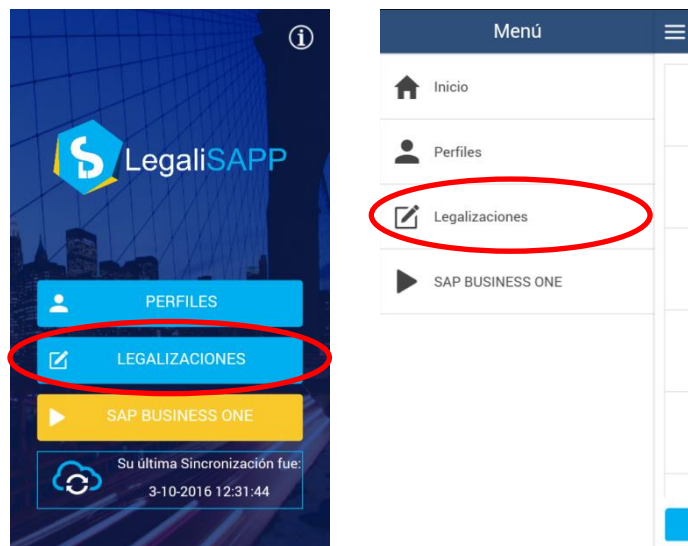 LegaliSAPP
PERFILES
LEGALIZACIONES
SAP BUSINESS ONE
Su última Sincronización fue:
3-10-2016 12:31:44
Menú
Inicio
Perfiles
Legalizaciones
SAP BUSINESS ONE